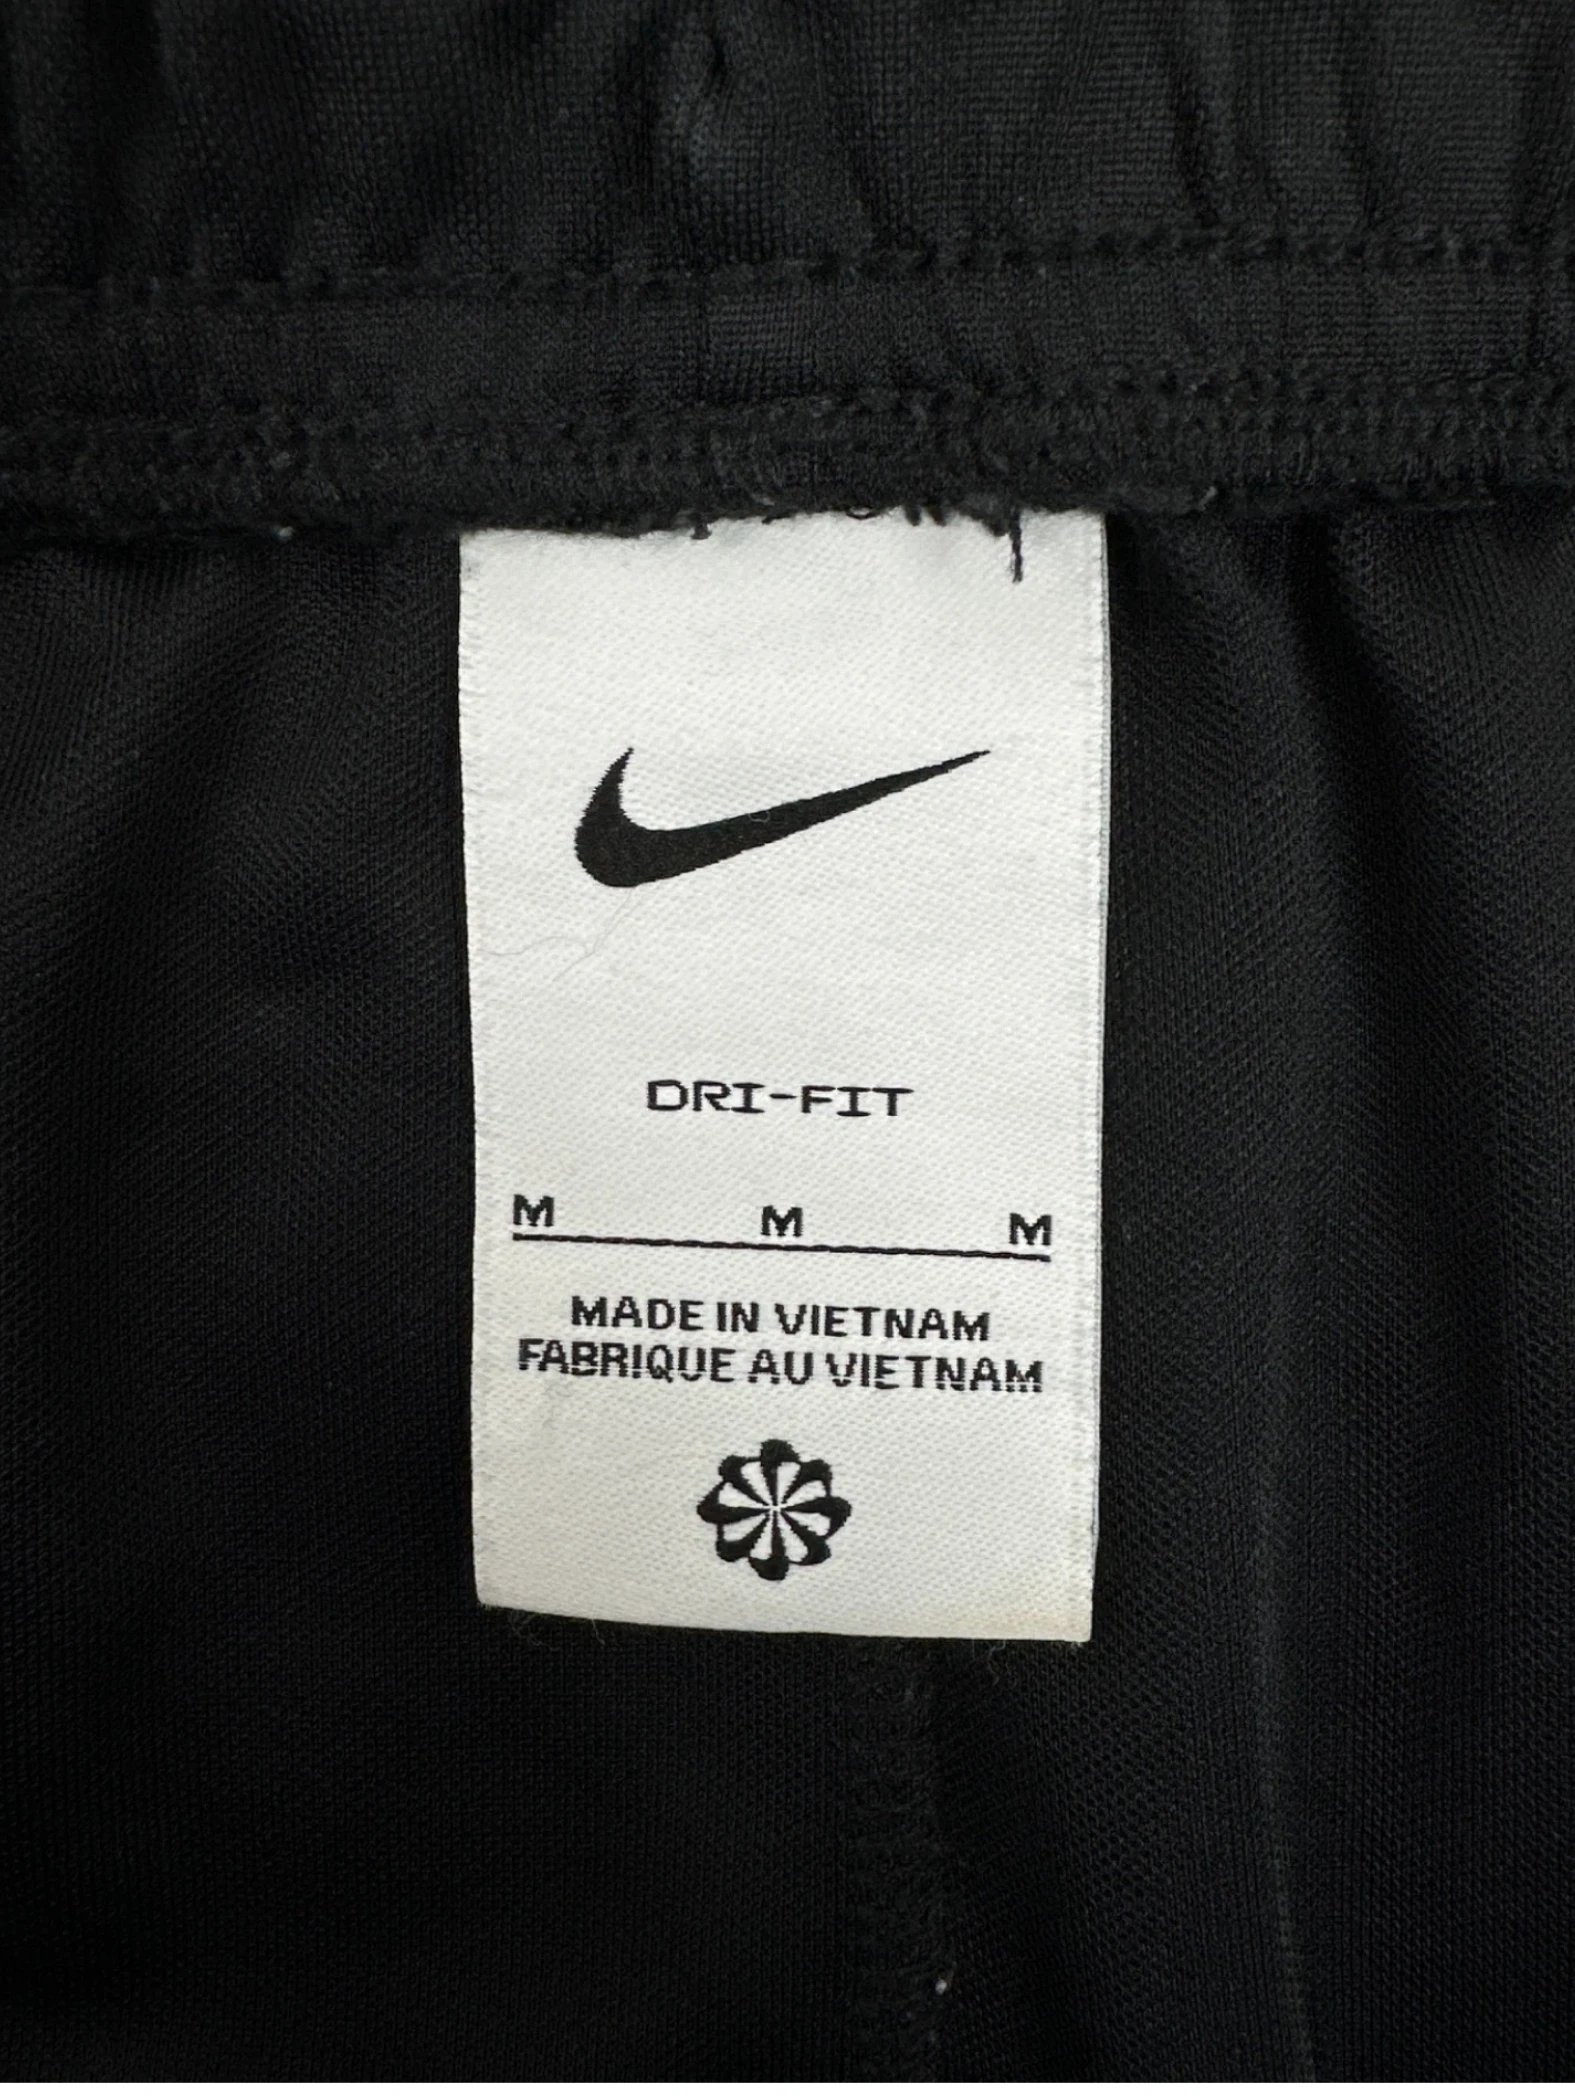 DRI-FIT
M M M
MADE IN VIETNAM
FABRIQUE AU VIETNAM